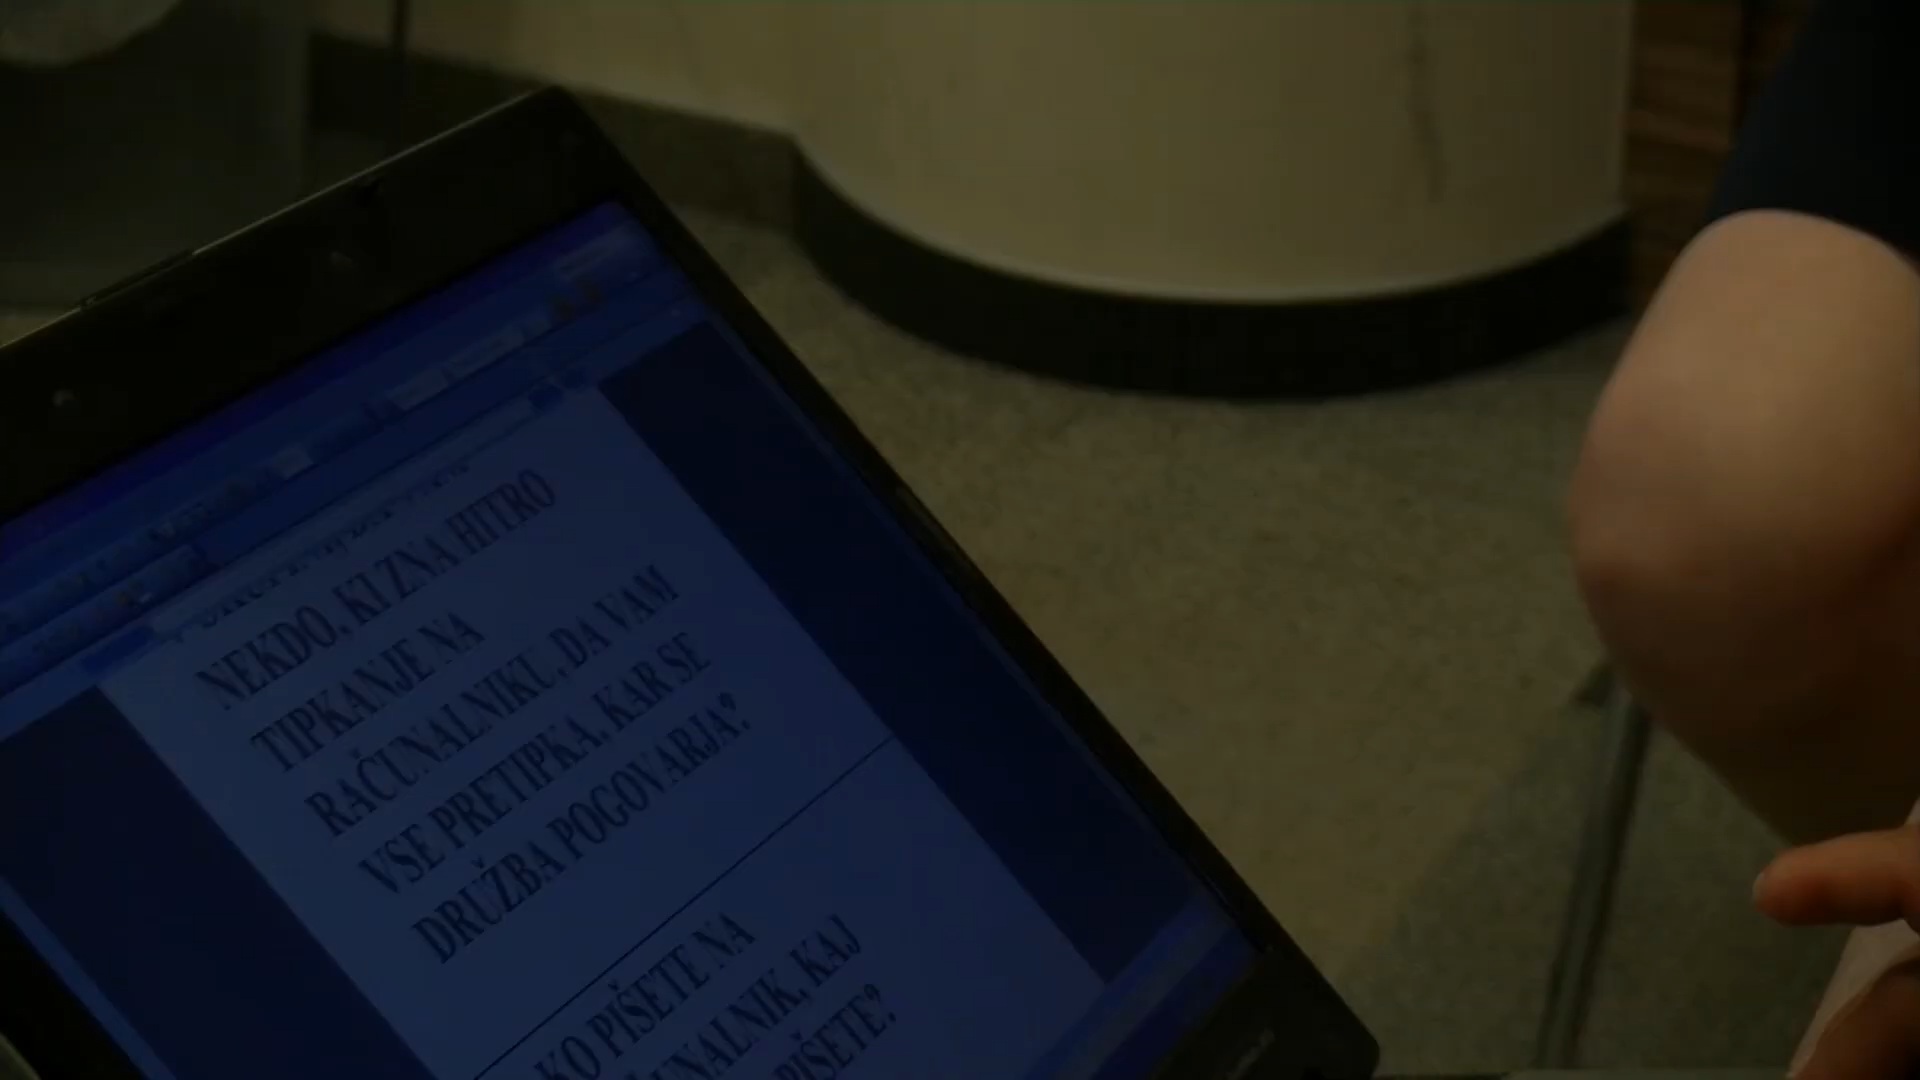 NEKDO, KI ZNA HITRO
TIPKANJE NA
RAČUNALNIKU, DA VAM
VSE PRETIPKA, KAR SE
DRUŽBA POGOVARJA?
KO PIŠETE NA
KAJ
PIŠETE?